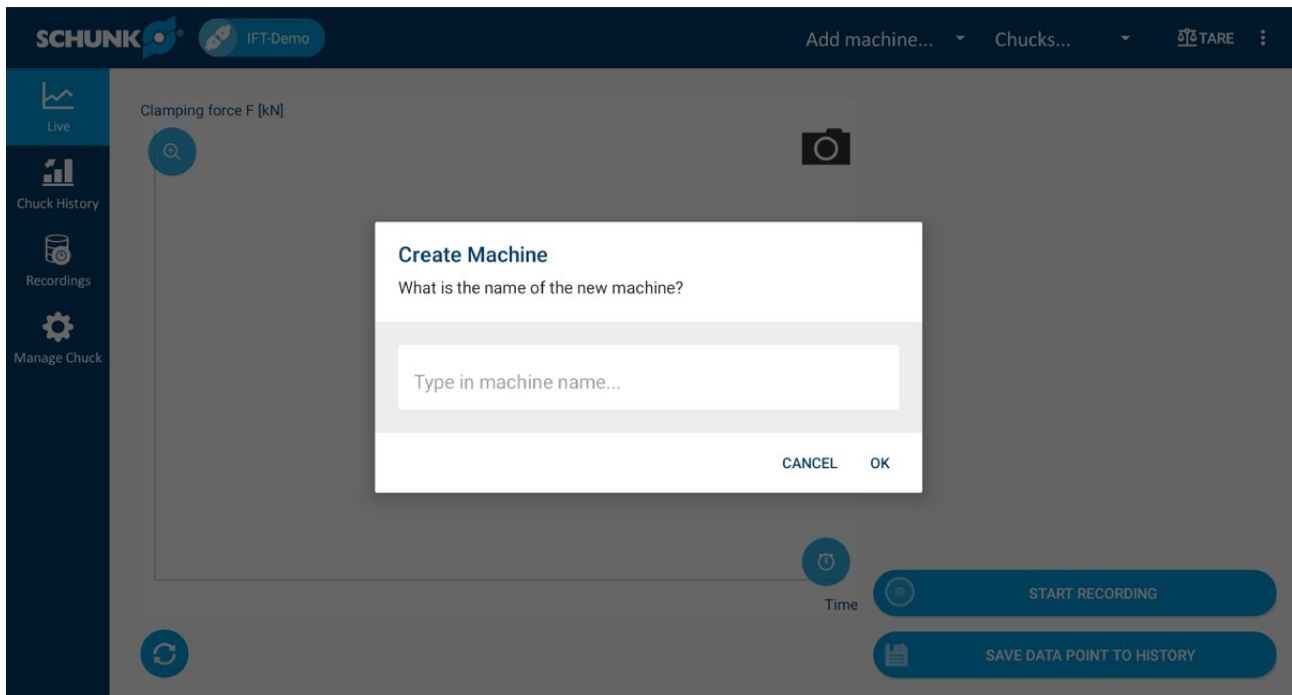 SCHUNK®
IFT-Demo
Add machine...
Chucks...
TARE
Live
Chuck History
Recordings
Manage Chuck
Clamping force F [kN]
Create Machine
What is the name of the new machine?
Type in machine name...
CANCEL
OK
Time
START RECORDING
SAVE DATA POINT TO HISTORY